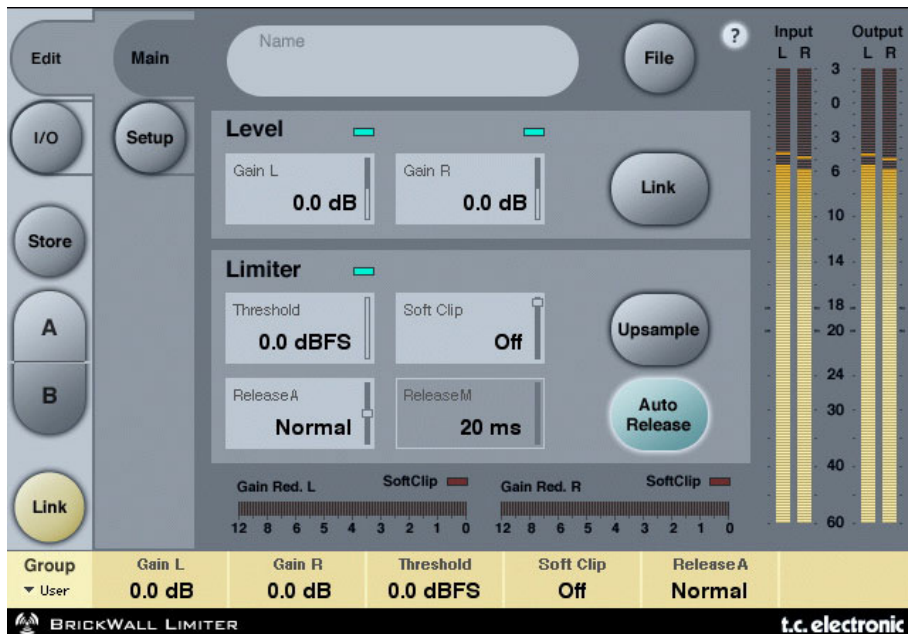 Edit
Main
Name
File
?
Input
Output
L R
L R
I/O
Setup
Store
A
B
Link
Level
Gain L
0.0 dB
Gain R
0.0 dB
Link
Limiter
Threshold
0.0 dBFS
Soft Clip
Off
Upsample
ReleaseA
Normal
ReleaseM
20 ms
Auto
Release
Gain Red. L
SoftClip
12 8 6 5 4 3 2 1 0
Gain Red. R
SoftClip
12 8 6 5 4 3 2 1 0
3
0
3
6
10
14
18
20
24
30
40
60
Group
User
Gain L
0.0 dB
Gain R
0.0 dB
Threshold
0.0 dBFS
Soft Clip
Off
ReleaseA
Normal
BRICKWALL LIMITER
t.c. electronic